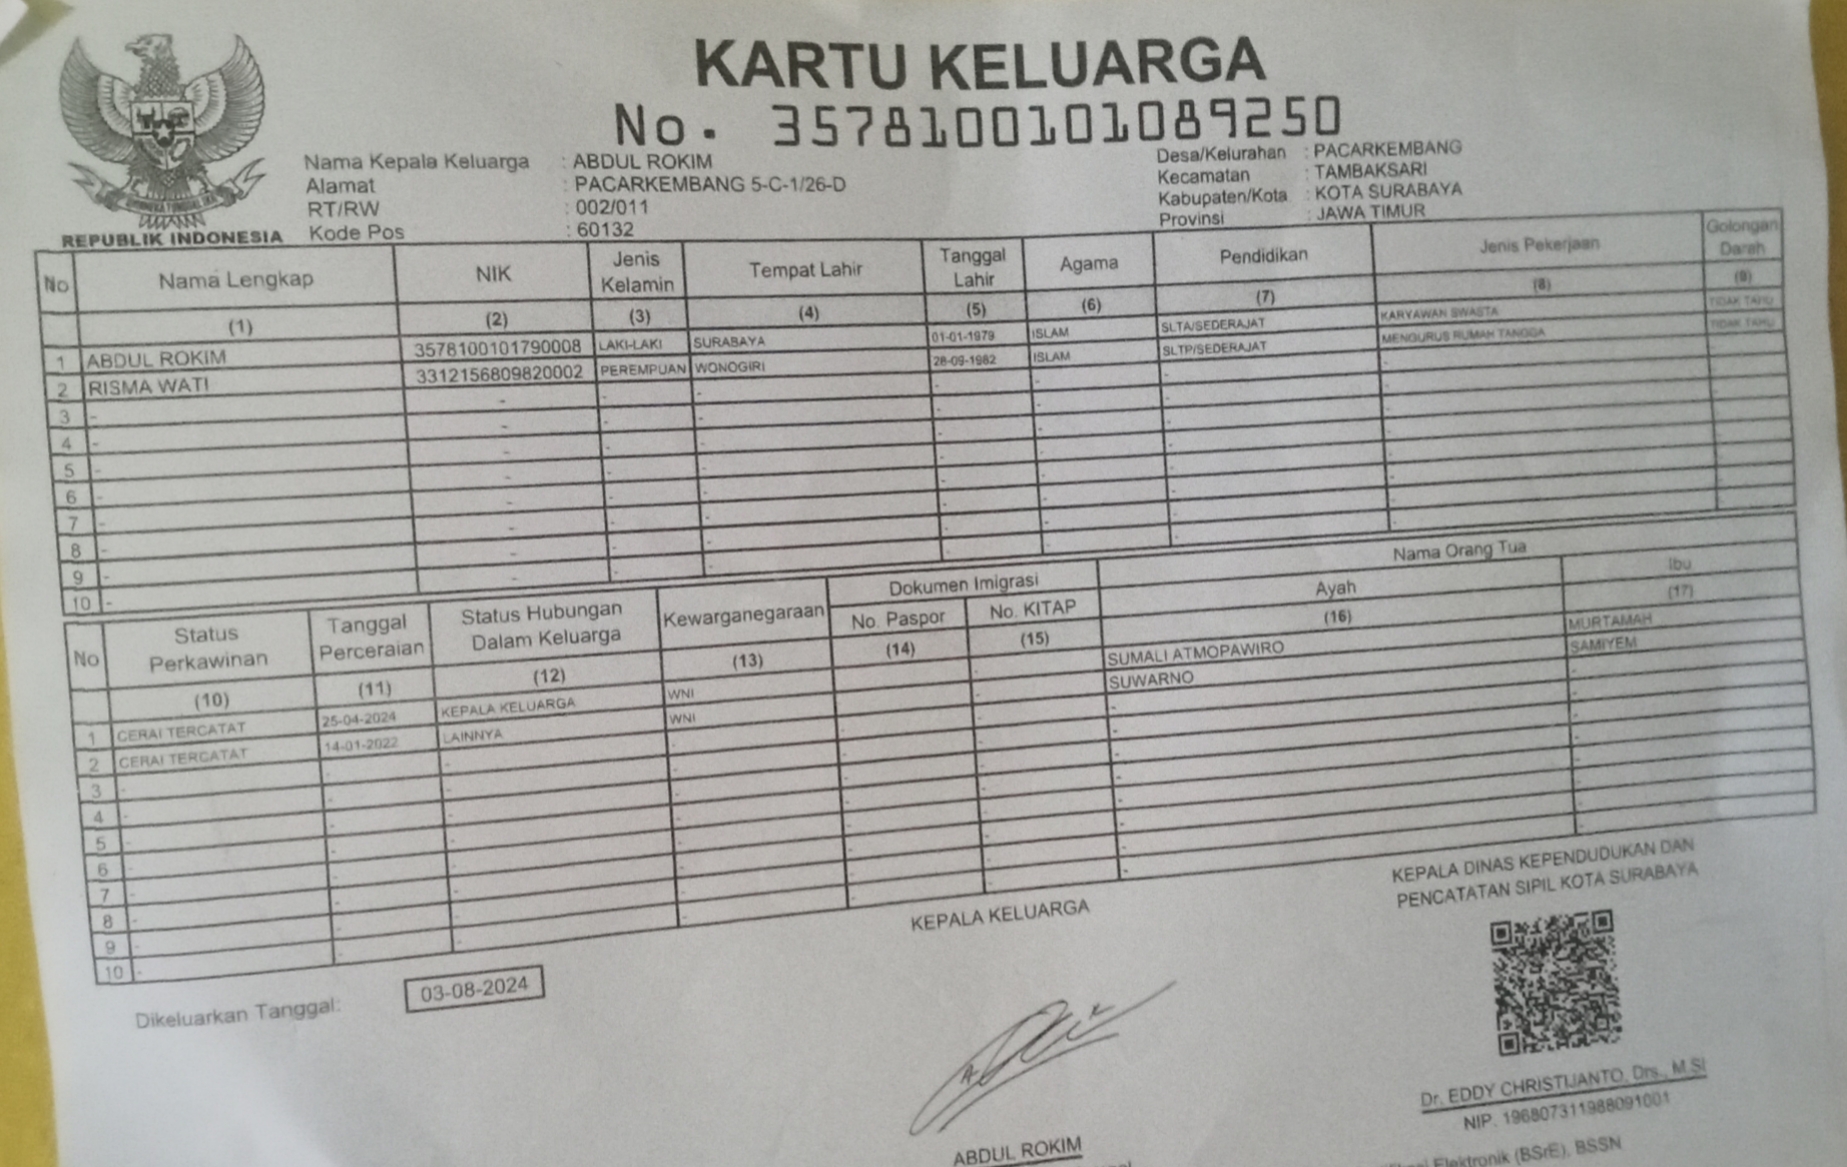 KARTU KELUARGA
No. 3578100101089250
Nama Kepala Keluarga : ABDUL ROKIM
Alamat : PACARKEMBANG 5-C-1/26-D
RT/RW : 002/011
Kode Pos : 60132
Desa/Kelurahan : PACARKEMBANG
Kecamatan : TAMBAKSARI
Kabupaten/Kota : KOTA SURABAYA
Provinsi : JAWA TIMUR
REPUBLIK INDONESIA
No Nama Lengkap NIK Jenis Kelamin Tempat Lahir Tanggal Lahir Agama Pendidikan Jenis Pekerjaan Golongan Darah
(1) (2) (3) (4) (5) (6) (7) (8) (9)
1 ABDUL ROKIM 3578100101790008 LAKI-LAKI SURABAYA 01-01-1979 ISLAM SLTA/SEDERAJAT KARYAWAN SWASTA TIDAK TAHU
2 RISMA WATI 3312156809820002 PEREMPUAN WONOGIRI 28-09-1982 ISLAM SLTP/SEDERAJAT MENGURUS RUMAH TANGGA TIDAK TAHU
3 - - - - - - - - -
4 - - - - - - - - -
5 - - - - - - - - -
6 - - - - - - - - -
7 - - - - - - - - -
8 - - - - - - - - -
9 - - - - - - - - -
10 - - - - - - - - -
No Status Perkawinan Tanggal Perceraian Status Hubungan Dalam Keluarga Kewarganegaraan Dokumen Imigrasi Nama Orang Tua
No. Paspor No. KITAP Ayah Ibu
(10) (11) (12) (13) (14) (15) (16) (17)
1 CERAI TERCATAT 25-04-2024 KEPALA KELUARGA WNI - SUMALI ATMOPAWIRO MURTAMAH
2 CERAI TERCATAT 14-01-2022 LAINNYA WNI - SUWARNO SAMIYEM
3 - - - - - - - -
4 - - - - - - - -
5 - - - - - - - -
6 - - - - - - - -
7 - - - - - - - -
8 - - - - - - - -
9 - - - - - - - -
10 - - - - - - - -
Dikeluarkan Tanggal: 03-08-2024
KEPALA KELUARGA
ABDUL ROKIM
KEPALA DINAS KEPENDUDUKAN DAN
PENCATATAN SIPIL KOTA SURABAYA
Dr. EDDY CHRISTIJANTO, Drs., M.SI
NIP. 196807311988091001
Elektronik (BSrE), BSSN